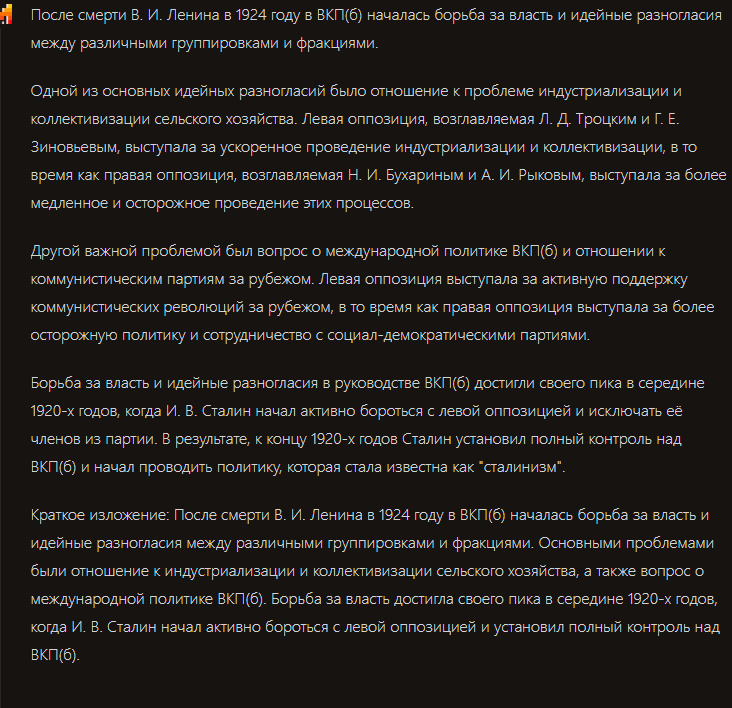 После смерти В. И. Ленина в 1924 году в ВКП(б) началась борьба за власть и идейные разногласия
между различными группировками и фракциями.
Одной из основных идейных разногласий было отношение к проблеме индустриализации и
коллективизации сельского хозяйства. Левая оппозиция, возглавляемая Л. Д. Троцким и Г. Е.
Зиновьевым, выступала за ускоренное проведение индустриализации и коллективизации, в то
время как правая оппозиция, возглавляемая Н. И. Бухариным и А. И. Рыковым, выступала за более
медленное и осторожное проведение этих процессов.
Другой важной проблемой был вопрос о международной политике ВКП(б) и отношении к
коммунистическим партиям за рубежом. Левая оппозиция выступала за активную поддержку
коммунистических революций за рубежом, в то время как правая оппозиция выступала за более
осторожную политику и сотрудничество с социал-демократическими партиями.
Борьба за власть и идейные разногласия в руководстве ВКП(б) достигли своего пика в середине
1920-х годов, когда И. В. Сталин начал активно бороться с левой оппозицией и исключать её
членов из партии. В результате, к концу 1920-х годов Сталин установил полный контроль над
ВКП(б) и начал проводить политику, которая стала известна как "сталинизм".
Краткое изложение: После смерти В. И. Ленина в 1924 году в ВКП(б) началась борьба за власть и
идейные разногласия между различными группировками и фракциями. Основными проблемами
были отношение к индустриализации и коллективизации сельского хозяйства, а также вопрос о
международной политике ВКП(б). Борьба за власть достигла своего пика в середине 1920-х годов,
когда И. В. Сталин начал активно бороться с левой оппозицией и установил полный контроль над
ВКП(б).